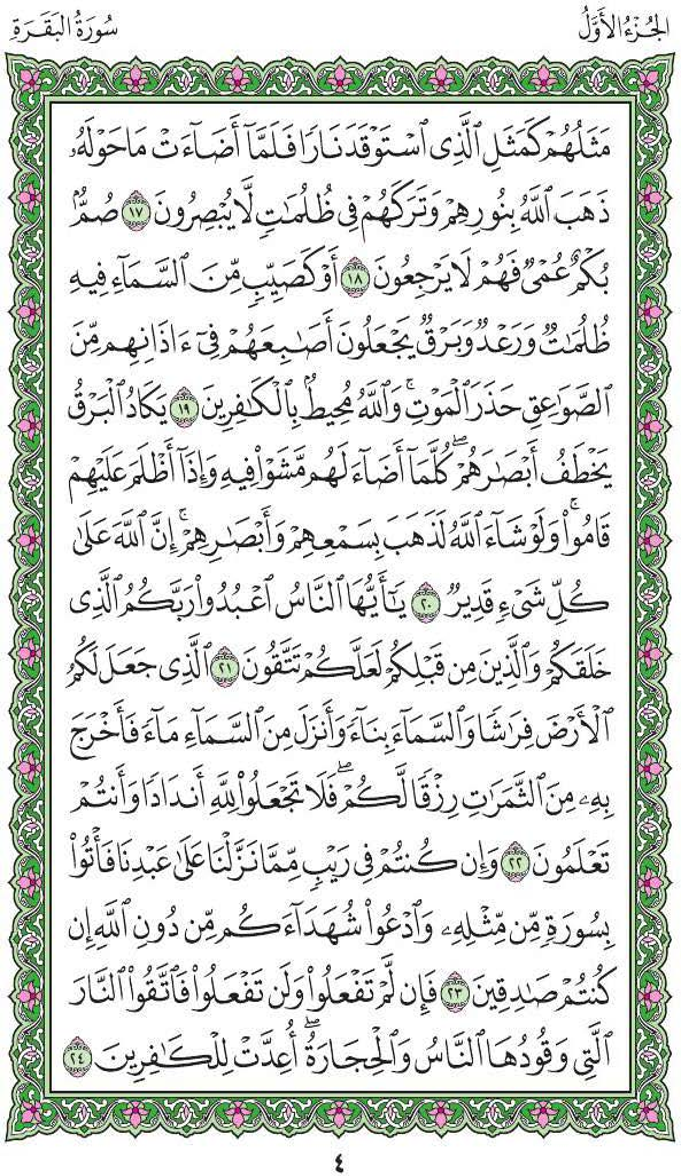 الجُزْءُ الأَوَّلُ
سُورَةُ البَقَرَةِ
مَثَلُهُمْ كَمَثَلِ ٱلَّذِى ٱسْتَوْقَدَ نَارًا فَلَمَّآ أَضَآءَتْ مَا حَوْلَهُۥ
ذَهَبَ ٱللَّهُ بِنُورِهِمْ وَتَرَكَهُمْ فِى ظُلُمَٰتٍ لَّا يُبْصِرُونَ ١٧ صُمٌّۢ
بُكْمٌ عُمْىٌ فَهُمْ لَا يَرْجِعُونَ ١٨ أَوْ كَصَيِّبٍ مِّنَ ٱلسَّمَآءِ فِيهِ
ظُلُمَٰتٌ وَرَعْدٌ وَبَرْقٌ يَجْعَلُونَ أَصَٰبِعَهُمْ فِىٓ ءَاذَانِهِم مِّنَ
ٱلصَّوَٰعِقِ حَذَرَ ٱلْمَوْتِۚ وَٱللَّهُ مُحِيطٌۢ بِٱلْكَٰفِرِينَ ١٩ يَكَادُ ٱلْبَرْقُ
يَخْطَفُ أَبْصَٰرَهُمْۖ كُلَّمَآ أَضَآءَ لَهُم مَّشَوْا۟ فِيهِ وَإِذَآ أَظْلَمَ عَلَيْهِمْ
قَامُوا۟ۚ وَلَوْ شَآءَ ٱللَّهُ لَذَهَبَ بِسَمْعِهِمْ وَأَبْصَٰرِهِمْۚ إِنَّ ٱللَّهَ عَلَىٰ
كُلِّ شَىْءٍ قَدِيرٌ ٢٠ يَٰٓأَيُّهَا ٱلنَّاسُ ٱعْبُدُوا۟ رَبَّكُمُ ٱلَّذِى
خَلَقَكُمْ وَٱلَّذِينَ مِن قَبْلِكُمْ لَعَلَّكُمْ تَتَّقُونَ ٢١ ٱلَّذِى جَعَلَ لَكُمُ
ٱلْأَرْضَ فِرَٰشًا وَٱلسَّمَآءَ بِنَآءً وَأَنزَلَ مِنَ ٱلسَّمَآءِ مَآءً فَأَخْرَجَ
بِهِۦ مِنَ ٱلثَّمَرَٰتِ رِزْقًا لَّكُمْۖ فَلَا تَجْعَلُوا۟ لِلَّهِ أَندَادًا وَأَنتُمْ
تَعْلَمُونَ ٢٢ وَإِن كُنتُمْ فِى رَيْبٍ مِّمَّا نَزَّلْنَا عَلَىٰ عَبْدِنَا فَأْتُوا۟
بِسُورَةٍ مِّن مِّثْلِهِۦ وَٱدْعُوا۟ شُهَدَآءَكُم مِّن دُونِ ٱللَّهِ إِن
كُنتُمْ صَٰدِقِينَ ٢٣ فَإِن لَّمْ تَفْعَلُوا۟ وَلَن تَفْعَلُوا۟ فَٱتَّقُوا۟ ٱلنَّارَ
ٱلَّتِى وَقُودُهَا ٱلنَّاسُ وَٱلْحِجَارَةُۖ أُعِدَّتْ لِلْكَٰفِرِينَ ٢٤
٤